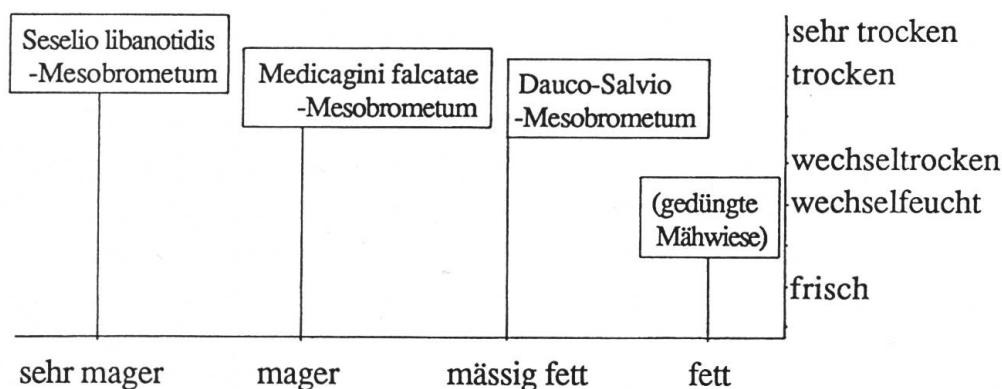 Seselio libanotidis
-Mesobrometum
Medicagini falcatae
-Mesobrometum
Dauco-Salvio
-Mesobrometum
(gedüngte
Mähwiese)
sehr trocken
trocken
wechseltrocken
wechselfeucht
frisch
sehr mager
mager
mässig fett
fett